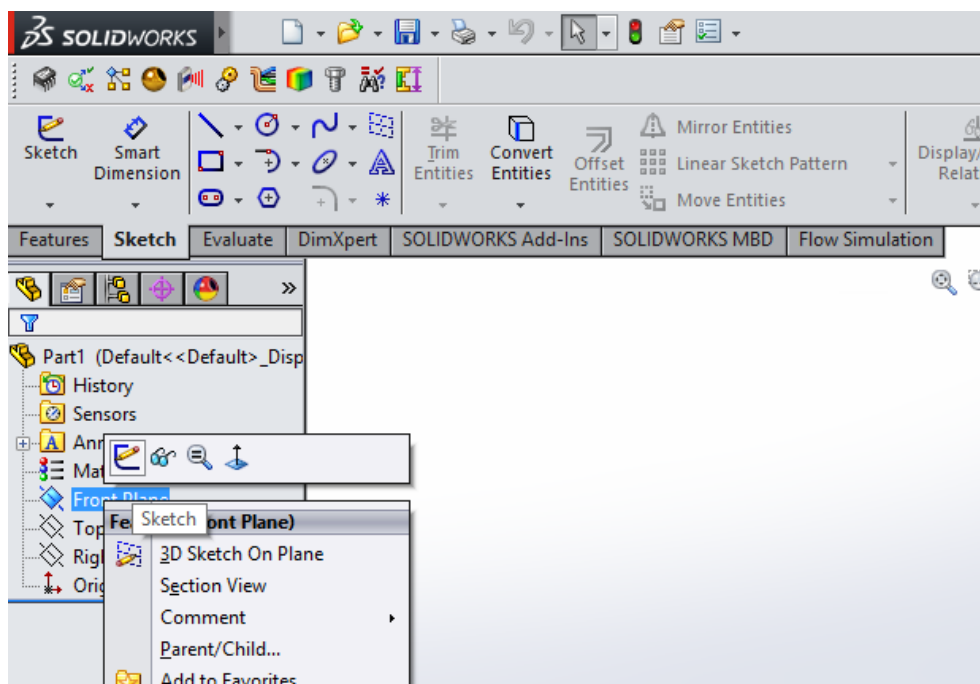 SOLIDWORKS
Sketch
Smart
Dimension
Trim
Entities
Convert
Entities
Offset
Entities
Mirror Entities
Linear Sketch Pattern
Move Entities
Display/
Relat
Features Sketch Evaluate DimXpert SOLIDWORKS Add-Ins SOLIDWORKS MBD Flow Simulation
Part1 (Default<<Default>_Disp
History
Sensors
Ann
Mat
Front Plane
Sketch
Fea ont Plane)
Top
Righ
Orig
3D Sketch On Plane
Section View
Comment
Parent/Child...
Add to Favorites